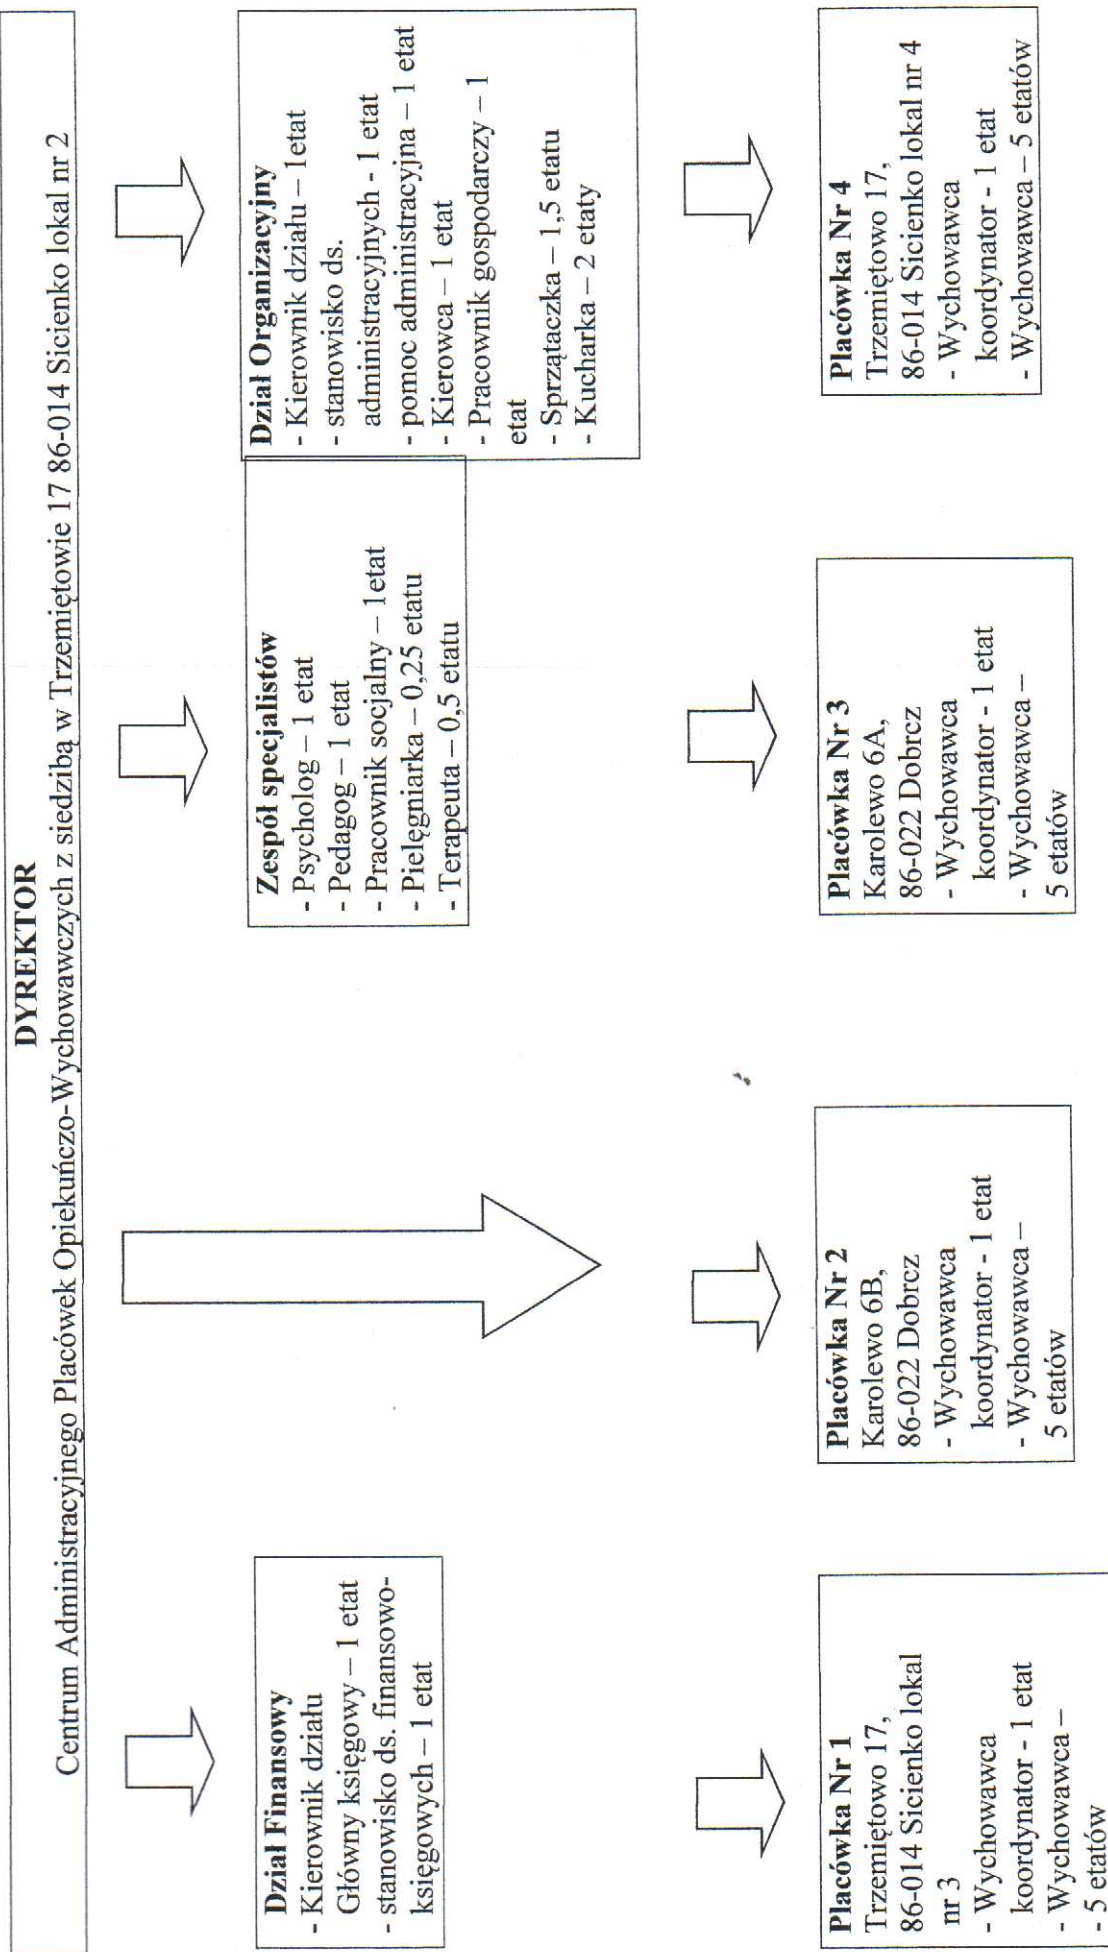 DYREKTOR
Centrum Administracyjnego Placówek Opiekuńczo-Wychowawczych z siedzibą w Trzemiętowie 17 86-014 Sicienko lokal nr 2
Dział Finansowy
- Kierownik działu
Główny księgowy – 1 etat
- stanowisko ds. finansowo-
księgowych – 1 etat
Zespół specjalistów
- Psycholog – 1 etat
- Pedagog – 1 etat
- Pracownik socjalny – 1etat
- Pielęgniarka – 0,25 etatu
- Terapeuta – 0,5 etatu
Dział Organizacyjny
- Kierownik działu – 1etat
- stanowisko ds.
administracyjnych - 1 etat
- pomoc administracyjna – 1 etat
- Kierowca – 1 etat
- Pracownik gospodarczy – 1
etat
- Sprzątaczka – 1,5 etatu
- Kucharka – 2 etaty
Placówka Nr 1
Trzemiętowo 17,
86-014 Sicienko lokal
nr 3
- Wychowawca
koordynator - 1 etat
- Wychowawca –
- 5 etatów
Placówka Nr 2
Karolewo 6B,
86-022 Dobrcz
- Wychowawca
koordynator - 1 etat
- Wychowawca –
5 etatów
Placówka Nr 3
Karolewo 6A,
86-022 Dobrcz
- Wychowawca
koordynator - 1 etat
- Wychowawca –
5 etatów
Placówka Nr 4
Trzemiętowo 17,
86-014 Sicienko lokal nr 4
- Wychowawca
koordynator - 1 etat
- Wychowawca – 5 etatów